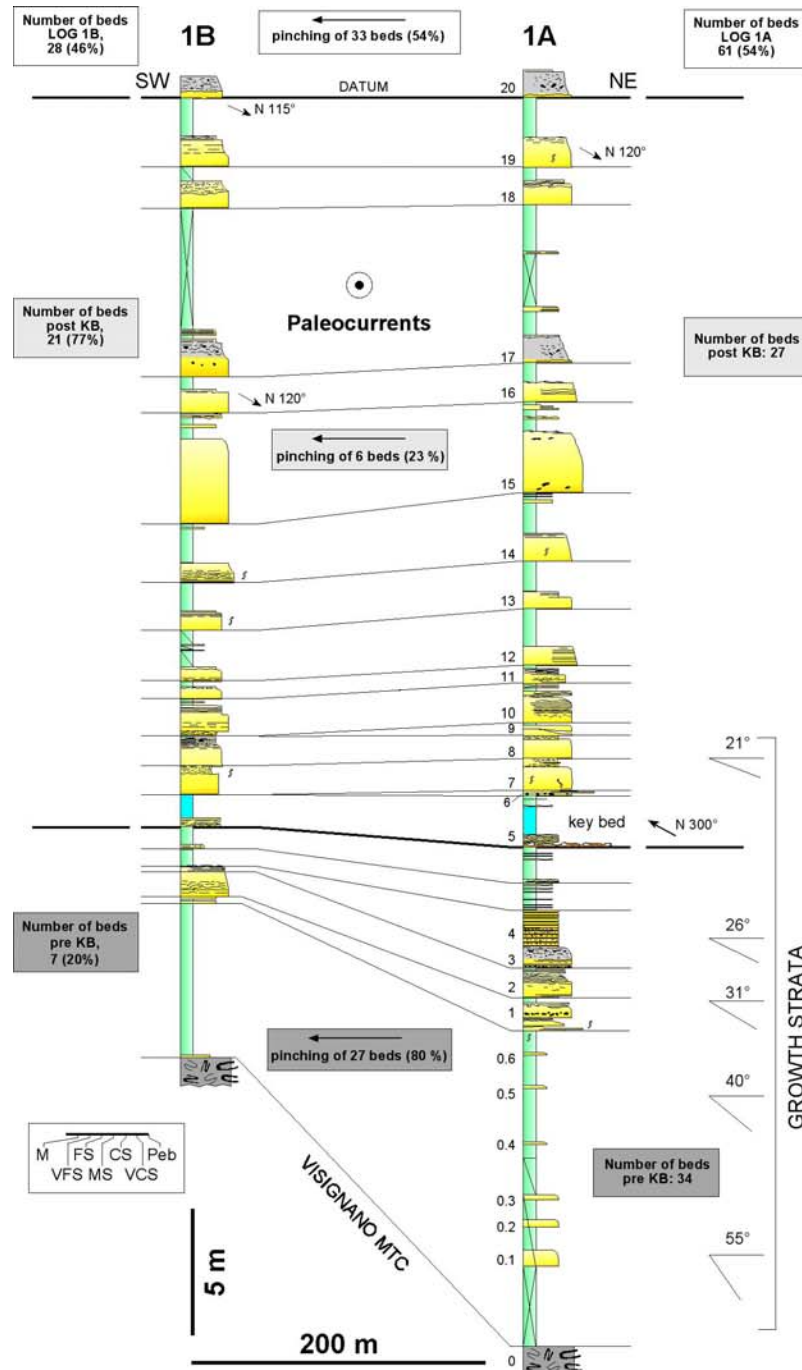 Number of beds
LOG 1B,
28 (46%)
1B
pinching of 33 beds (54%)
1A
Number of beds
LOG 1A
61 (54%)
SW
DATUM
20
NE
N 115°
19
N 120°
18
Number of beds
post KB,
21 (77%)
Paleocurrents
Number of beds
post KB: 27
17
16
N 120°
pinching of 6 beds (23 %)
15
14
13
12
11
10
9
21°
8
7
6
key bed
N 300°
5
Number of beds
pre KB,
7 (20%)
4
26°
3
2
31°
1
pinching of 27 beds (80 %)
0.6
0.5
40°
0.4
GROWTH STRATA
M FS CS Peb
VFS MS VCS
VISIGNANO MTC
Number of beds
pre KB: 34
0.3
0.2
55°
0.1
5 m
200 m
0